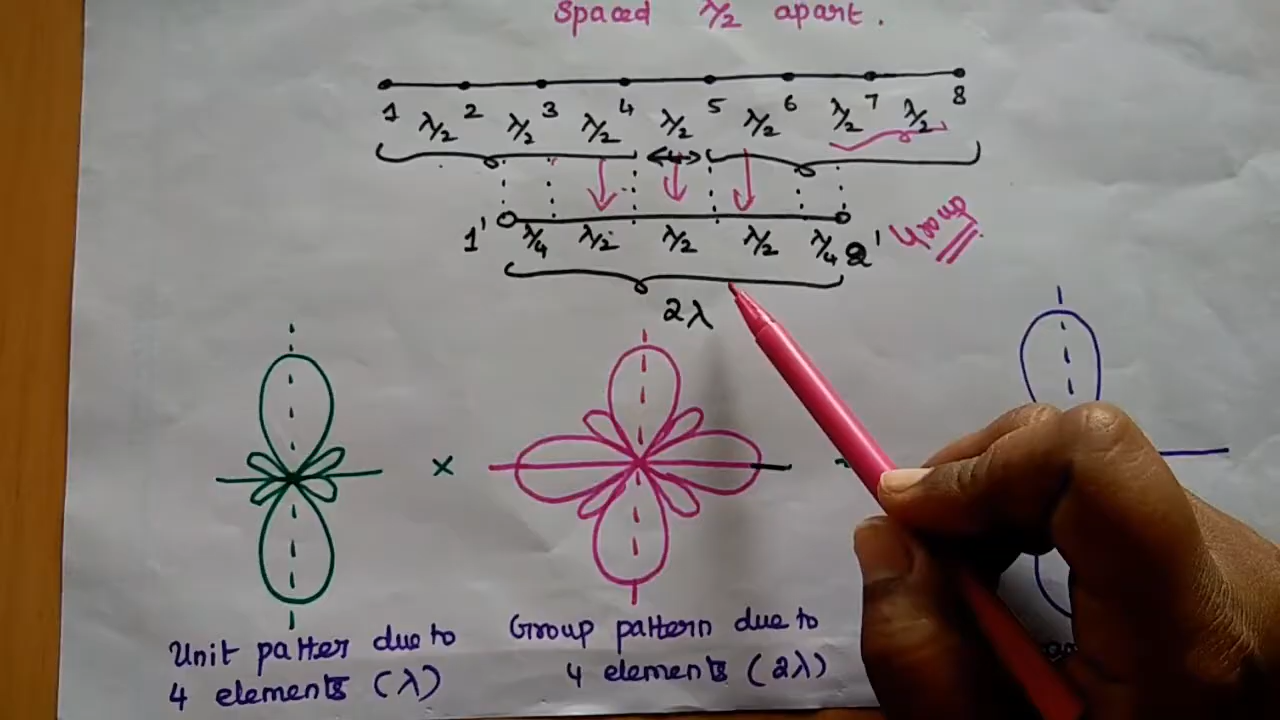 Spaced λ/2 apart.
1 2 3 4 5 6 7 8
λ/2 λ/2 λ/2 λ/2 λ/2 λ/2 λ/2
1' λ/4 λ/2 λ/2 λ/2 λ/4 2'
2λ
× 
Unit patter due to
4 elements (λ)
Group pattern due to
4 elements (2λ)